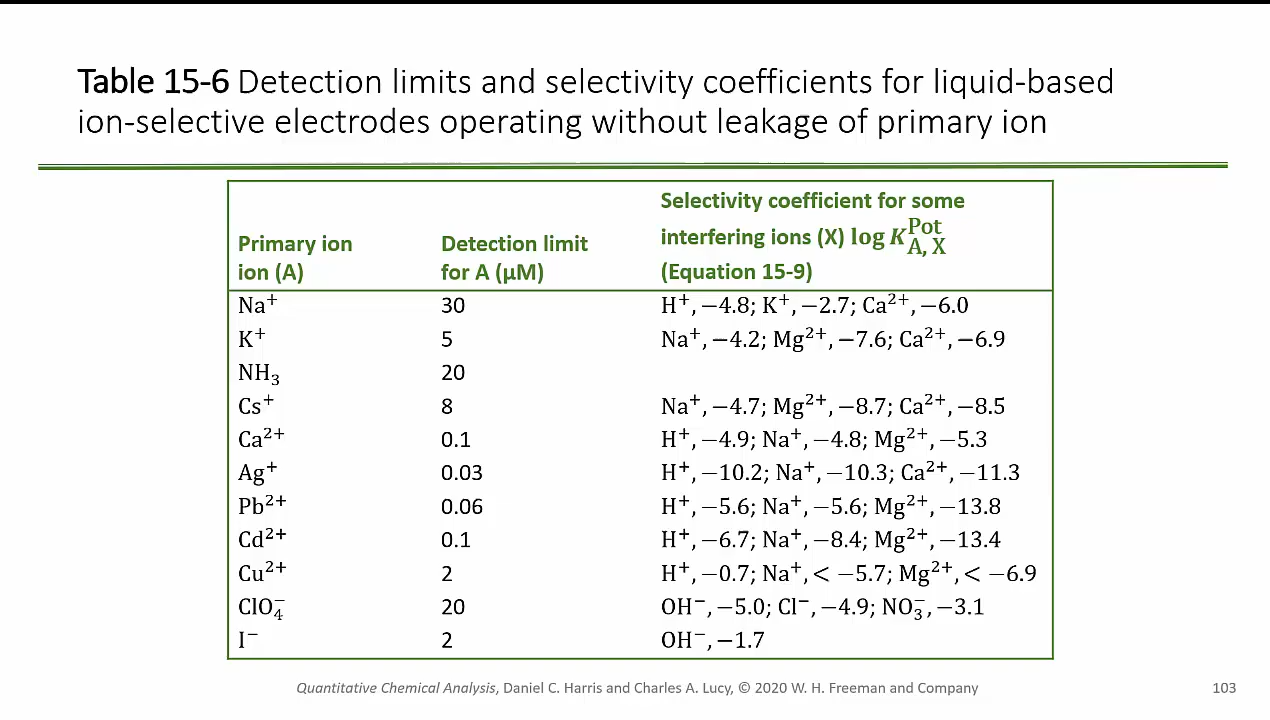 Table 15-6 Detection limits and selectivity coefficients for liquid-based
ion-selective electrodes operating without leakage of primary ion
Primary ion
ion (A)
Detection limit
for A (μM)
Selectivity coefficient for some
interfering ions (X) log K^Pot_A, X
(Equation 15-9)
Na⁺ 30 H⁺, −4.8; K⁺, −2.7; Ca²⁺, −6.0
K⁺ 5 Na⁺, −4.2; Mg²⁺, −7.6; Ca²⁺, −6.9
NH₃ 20
Cs⁺ 8 Na⁺, −4.7; Mg²⁺, −8.7; Ca²⁺, −8.5
Ca²⁺ 0.1 H⁺, −4.9; Na⁺, −4.8; Mg²⁺, −5.3
Ag⁺ 0.03 H⁺, −10.2; Na⁺, −10.3; Ca²⁺, −11.3
Pb²⁺ 0.06 H⁺, −5.6; Na⁺, −5.6; Mg²⁺, −13.8
Cd²⁺ 0.1 H⁺, −6.7; Na⁺, −8.4; Mg²⁺, −13.4
Cu²⁺ 2 H⁺, −0.7; Na⁺, < −5.7; Mg²⁺, < −6.9
ClO₄⁻ 20 OH⁻, −5.0; Cl⁻, −4.9; NO₃⁻, −3.1
I⁻ 2 OH⁻, −1.7
Quantitative Chemical Analysis, Daniel C. Harris and Charles A. Lucy, © 2020 W. H. Freeman and Company
103